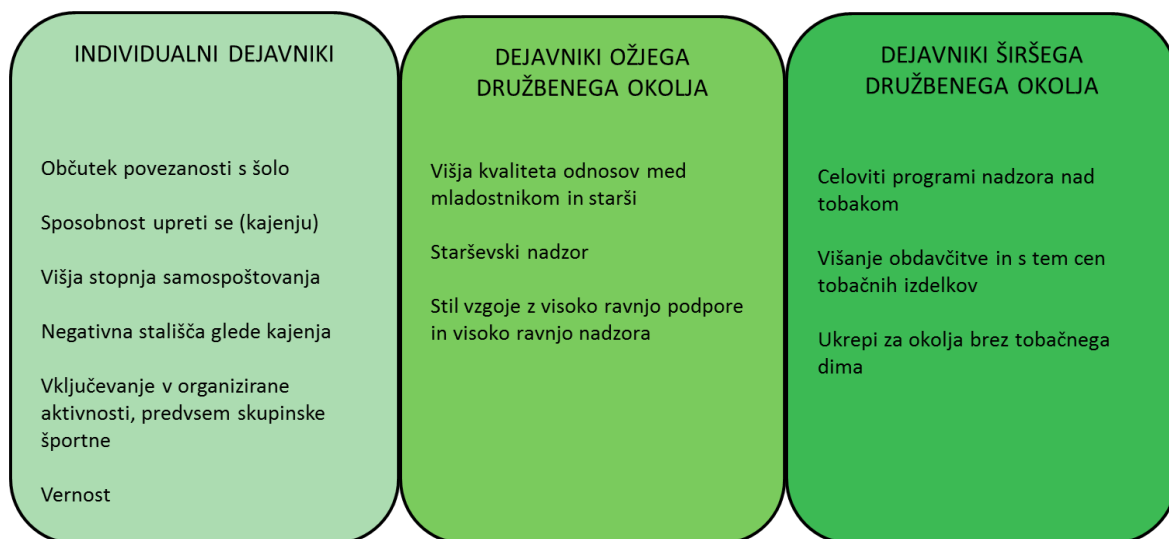 INDIVIDUALNI DEJAVNIKI
Občutek povezanosti s šolo
Sposobnost upreti se (kajenju)
Višja stopnja samospoštovanja
Negativna stališča glede kajenja
Vključevanje v organizirane
aktivnosti, predvsem skupinske
športne
Vernost
DEJAVNIKI OŽJEGA
DRUŽBENEGA OKOLJA
Višja kvaliteta odnosov med
mladostnikom in starši
Starševski nadzor
Stil vzgoje z visoko ravnjo podpore
in visoko ravnjo nadzora
DEJAVNIKI ŠIRŠEGA
DRUŽBENEGA OKOLJA
Celoviti programi nadzora nad
tobakom
Višanje obdavčitve in s tem cen
tobačnih izdelkov
Ukrepi za okolja brez tobačnega
dima